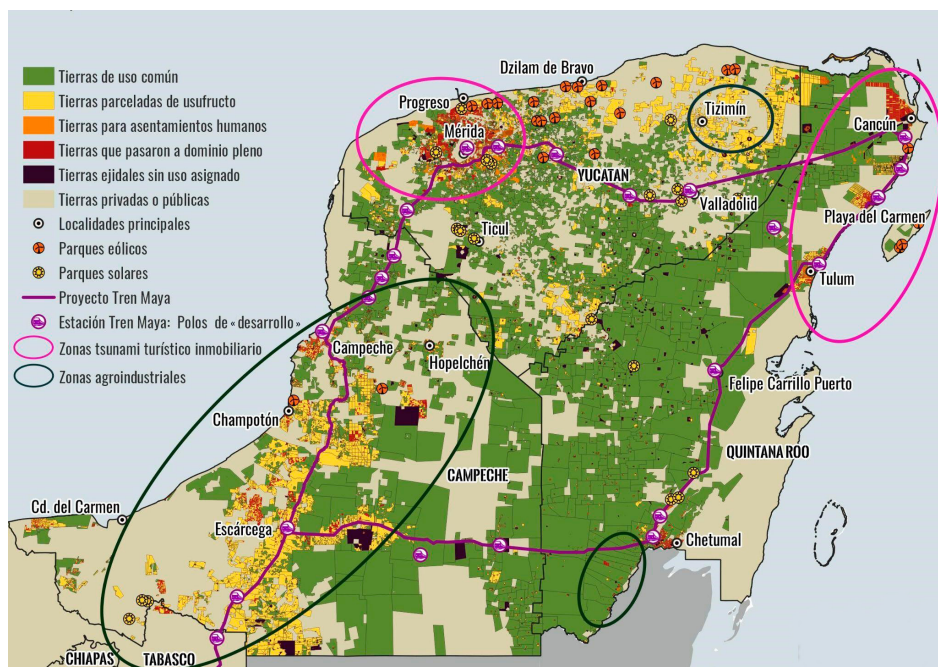 Tierras de uso común
Tierras parceladas de usufructo
Tierras para asentamientos humanos
Tierras que pasaron a dominio pleno
Tierras ejidales sin uso asignado
Tierras privadas o públicas
Localidades principales
Parques eólicos
Parques solares
Proyecto Tren Maya
Estación Tren Maya: Polos de «desarrollo»
Zonas tsunami turístico inmobiliario
Zonas agroindustriales
Dzilam de Bravo
Progreso
Tizimín
Mérida
Cancún
YUCATAN
Valladolid
Playa del Carmen
Ticul
Tulum
Campeche
Hopelchén
Felipe Carrillo Puerto
Champotón
QUINTANA ROO
CAMPECHE
Cd. del Carmen
Escárcega
Chetumal
CHIAPAS
TABASCO